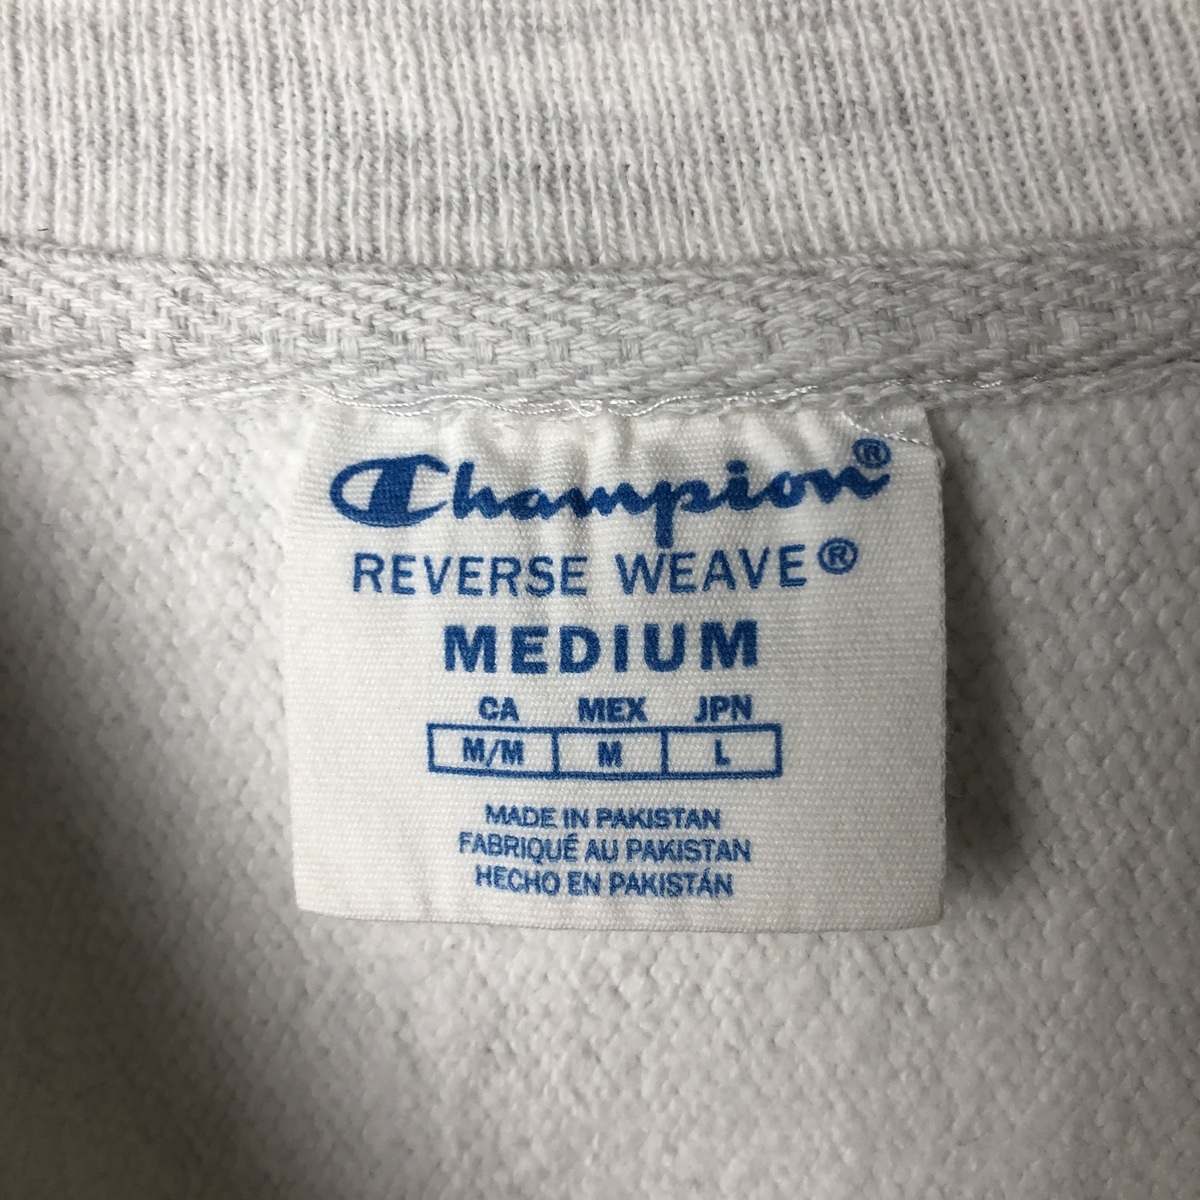 Champion®
REVERSE WEAVE®
MEDIUM
CA MEX JPN
M/M M L
MADE IN PAKISTAN
FABRIQUÉ AU PAKISTAN
HECHO EN PAKISTÁN